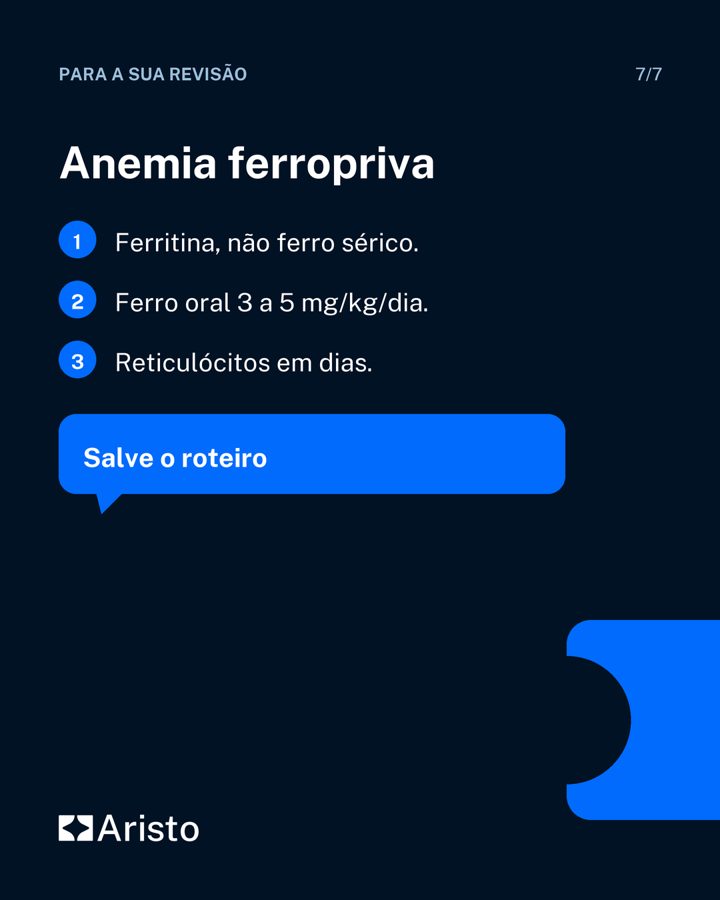 PARA A SUA REVISÃO 7/7
Anemia ferropriva
1 Ferritina, não ferro sérico.
2 Ferro oral 3 a 5 mg/kg/dia.
3 Reticulócitos em dias.
Salve o roteiro
Aristo